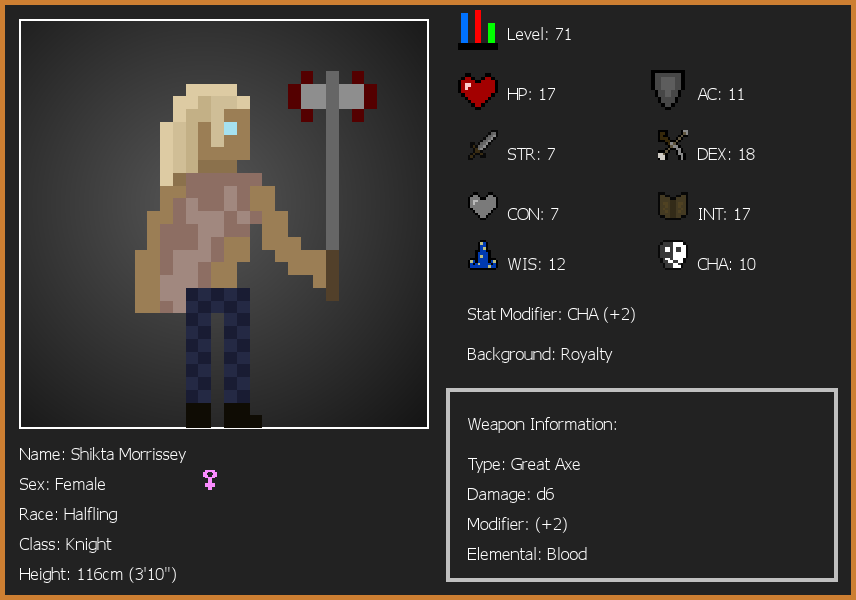 Level: 71
HP: 17
AC: 11
STR: 7
DEX: 18
CON: 7
INT: 17
WIS: 12
CHA: 10
Stat Modifier: CHA (+2)
Background: Royalty
Weapon Information:
Type: Great Axe
Damage: d6
Modifier: (+2)
Elemental: Blood
Name: Shikta Morrissey
Sex: Female
Race: Halfling
Class: Knight
Height: 116cm (3'10")